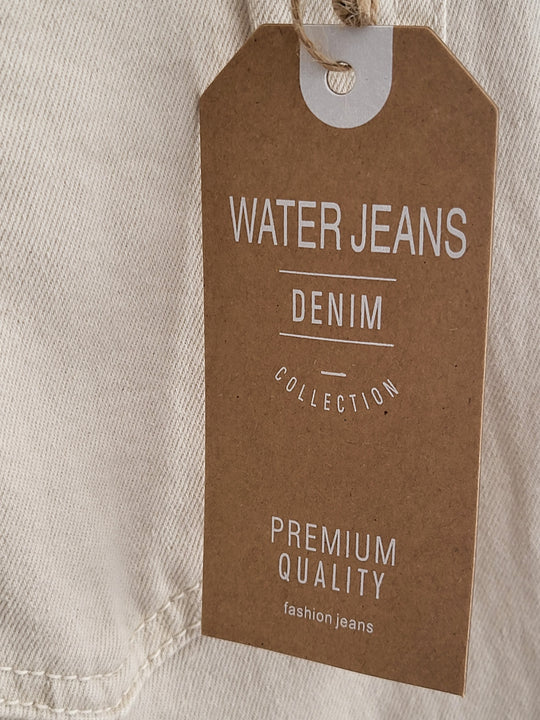 WATER JEANS
DENIM
COLLECTION
PREMIUM
QUALITY
fashion jeans